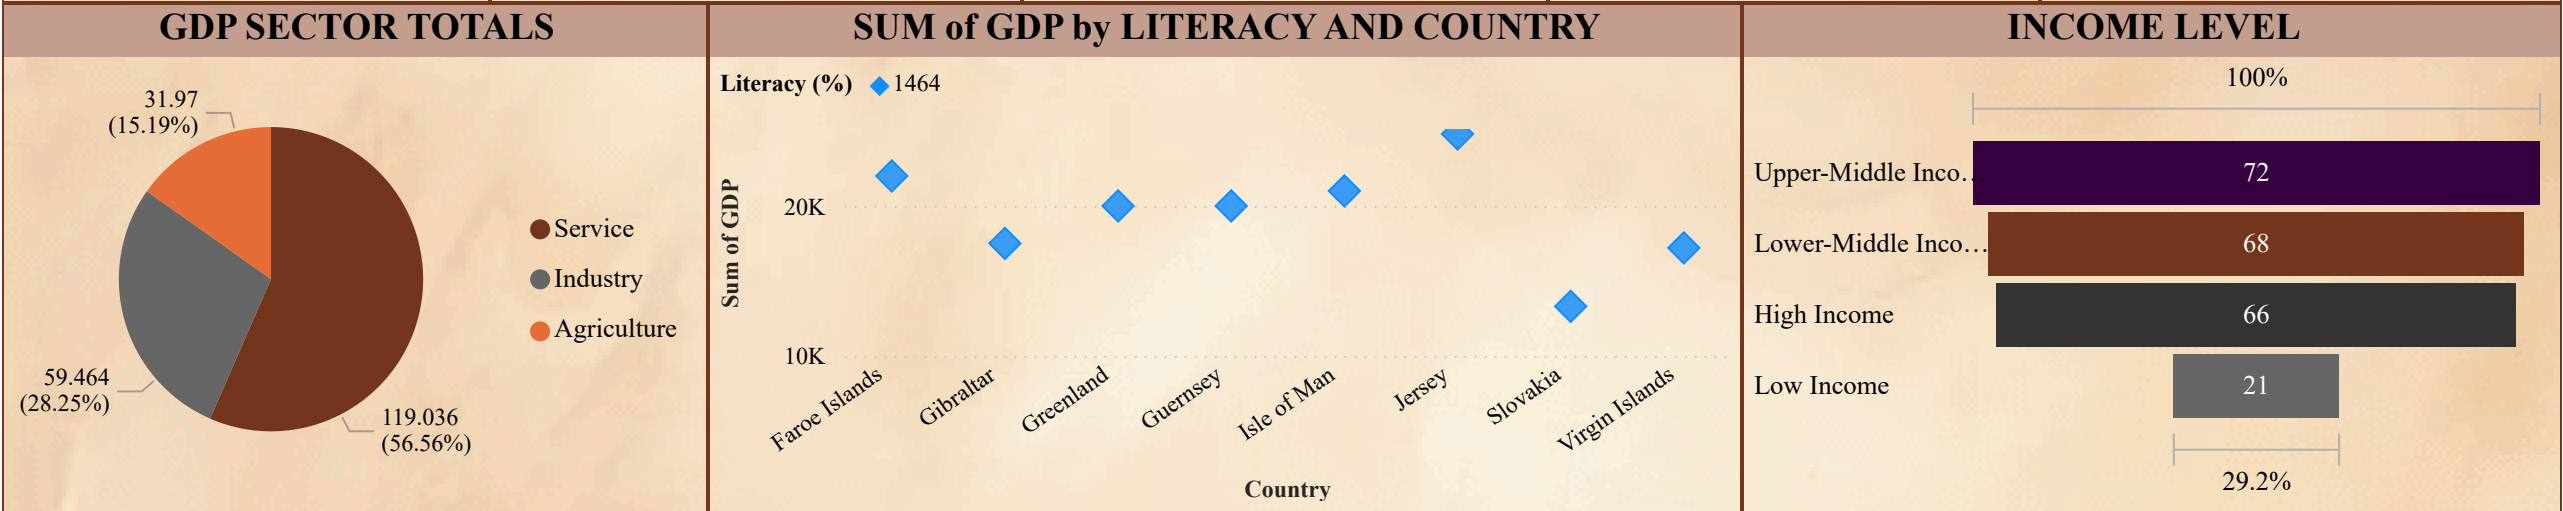 GDP SECTOR TOTALS
31.97
(15.19%)
59.464
(28.25%)
119.036
(56.56%)
Service
Industry
Agriculture
SUM of GDP by LITERACY AND COUNTRY
Literacy (%) 1464
Sum of GDP
20K
10K
Faroe Islands
Gibraltar
Greenland
Guernsey
Isle of Man
Jersey
Slovakia
Virgin Islands
Country
INCOME LEVEL
100%
Upper-Middle Inco… 72
Lower-Middle Inco… 68
High Income 66
Low Income 21
29.2%